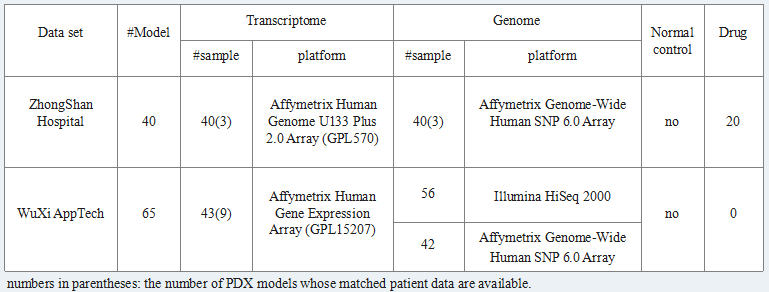 Data set #Model Transcriptome Genome Normal control Drug
#sample platform #sample platform
ZhongShan Hospital 40 40(3) Affymetrix Human Genome U133 Plus 2.0 Array (GPL570) 40(3) Affymetrix Genome-Wide Human SNP 6.0 Array no 20
WuXi AppTech 65 43(9) Affymetrix Human Gene Expression Array (GPL15207) 56 Illumina HiSeq 2000 no 0
42 Affymetrix Genome-Wide Human SNP 6.0 Array
numbers in parentheses: the number of PDX models whose matched patient data are available.